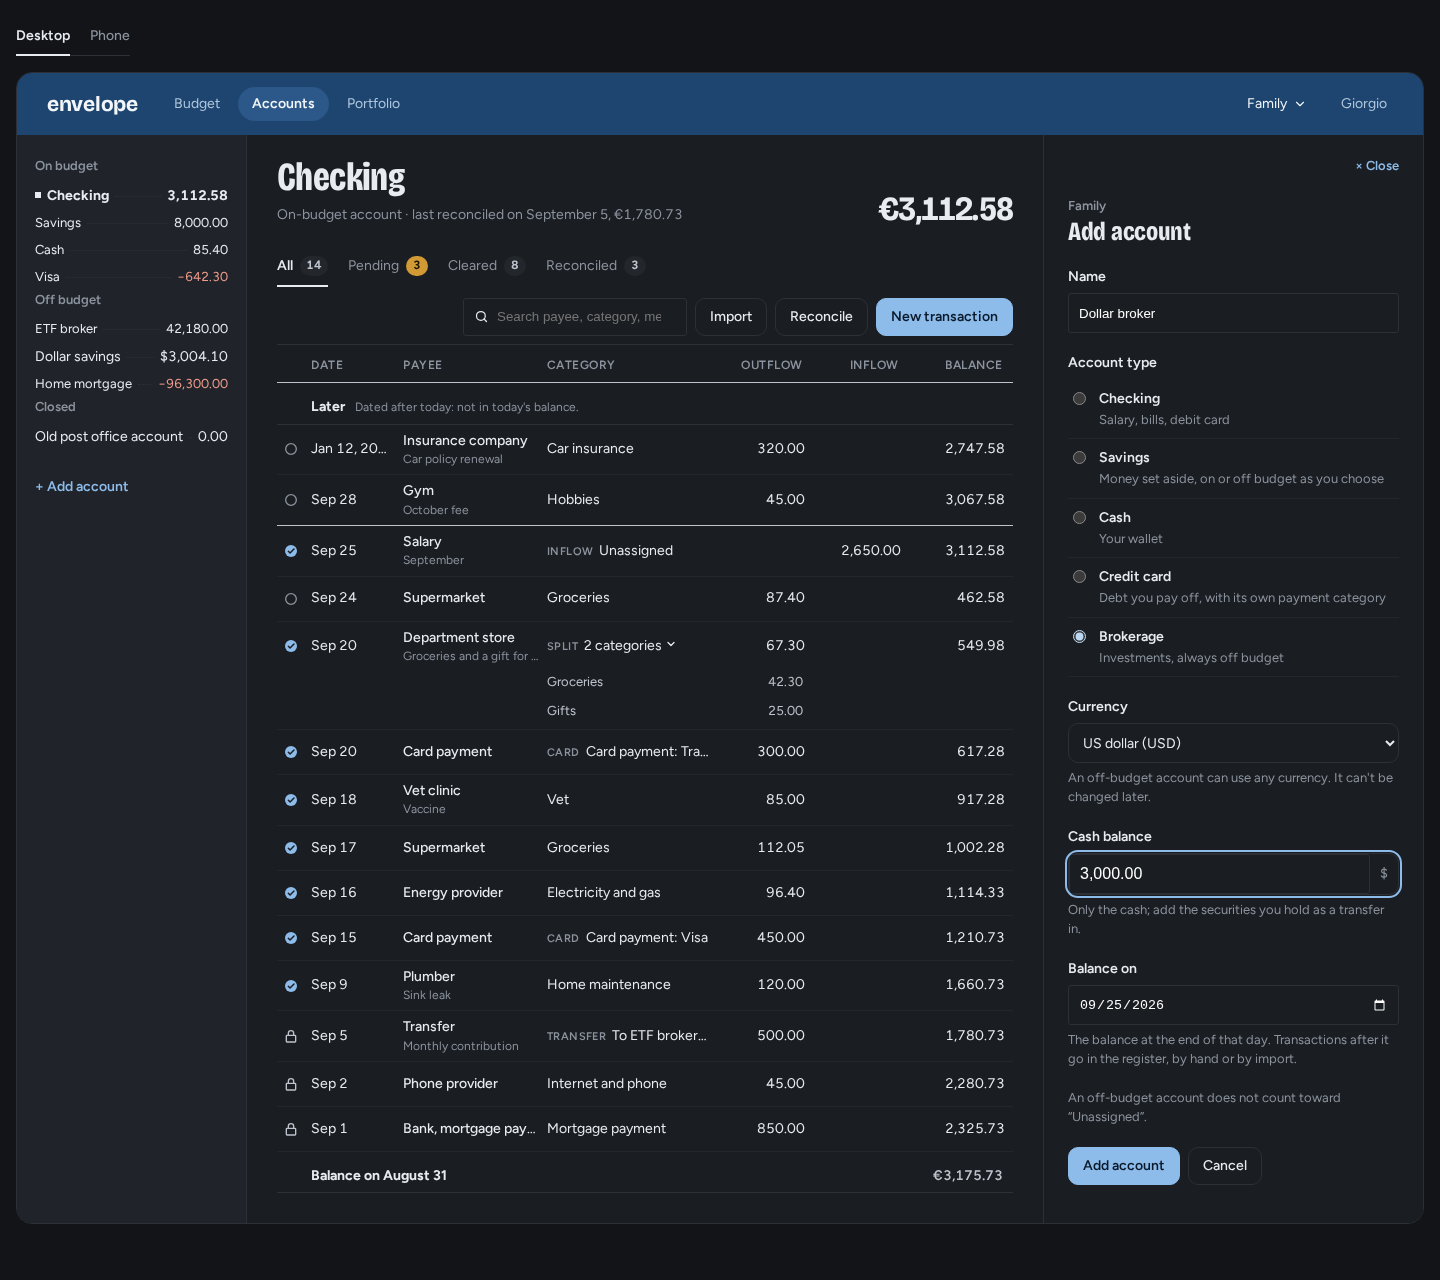 Desktop Phone
envelope Budget Accounts Portfolio Family Giorgio
On budget
Checking 3,112.58
Savings 8,000.00
Cash 85.40
Visa −642.30
Off budget
ETF broker 42,180.00
Dollar savings $3,004.10
Home mortgage −96,300.00
Closed
Old post office account 0.00
+ Add account
Checking
On-budget account · last reconciled on September 5, €1,780.73
€3,112.58
All 14 Pending 3 Cleared 8 Reconciled 3
Search payee, category, me Import Reconcile New transaction
DATE PAYEE CATEGORY OUTFLOW INFLOW BALANCE
Later Dated after today: not in today's balance.
Jan 12, 20… Insurance company Car insurance 320.00 2,747.58
Car policy renewal
Sep 28 Gym Hobbies 45.00 3,067.58
October fee
Sep 25 Salary INFLOW Unassigned 2,650.00 3,112.58
September
Sep 24 Supermarket Groceries 87.40 462.58
Sep 20 Department store SPLIT 2 categories 67.30 549.98
Groceries and a gift for …
Groceries 42.30
Gifts 25.00
Sep 20 Card payment CARD Card payment: Tra… 300.00 617.28
Sep 18 Vet clinic Vet 85.00 917.28
Vaccine
Sep 17 Supermarket Groceries 112.05 1,002.28
Sep 16 Energy provider Electricity and gas 96.40 1,114.33
Sep 15 Card payment CARD Card payment: Visa 450.00 1,210.73
Sep 9 Plumber Home maintenance 120.00 1,660.73
Sink leak
Sep 5 Transfer TRANSFER To ETF broker… 500.00 1,780.73
Monthly contribution
Sep 2 Phone provider Internet and phone 45.00 2,280.73
Sep 1 Bank, mortgage pay… Mortgage payment 850.00 2,325.73
Balance on August 31 €3,175.73
× Close
Family
Add account
Name
Dollar broker
Account type
Checking
Salary, bills, debit card
Savings
Money set aside, on or off budget as you choose
Cash
Your wallet
Credit card
Debt you pay off, with its own payment category
Brokerage
Investments, always off budget
Currency
US dollar (USD)
An off-budget account can use any currency. It can't be
changed later.
Cash balance
3,000.00 $
Only the cash; add the securities you hold as a transfer
in.
Balance on
09/25/2026
The balance at the end of that day. Transactions after it
go in the register, by hand or by import.
An off-budget account does not count toward
“Unassigned”.
Add account Cancel